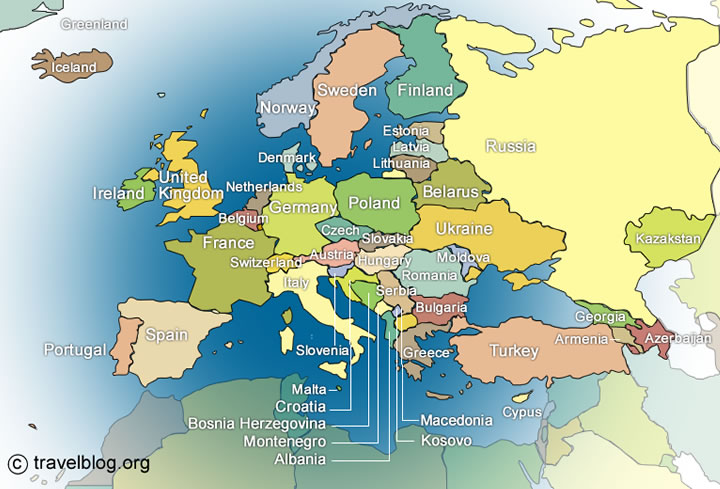 Greenland
Iceland
Norway
Sweden
Finland
Russia
Estonia
Latvia
Lithuania
Denmark
United
Kingdom
Ireland
Netherlands
Belgium
Germany
Poland
Belarus
Ukraine
Czech
Slovakia
Kazakstan
France
Switzerland
Austria
Hungary
Moldova
Romania
Italy
Serbia
Bulgaria
Georgia
Armenia
Azerbaijan
Spain
Portugal
Slovenia
Greece
Turkey
Malta
Croatia
Bosnia Herzegovina
Montenegro
Albania
Macedonia
Kosovo
Cypus
© travelblog.org